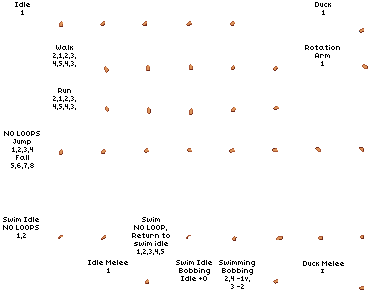 Idle
1
Duck
1
Walk
2,1,2,3,
4,5,4,3,
Rotation
Arm
1
Run
2,1,2,3,
4,5,4,3,
NO LOOPS
Jump
1,2,3,4
Fall
5,6,7,8
Swim Idle
NO LOOPS
1,2
Swim
NO LOOP,
Return to
swim idle
1,2,3,4,5
Idle Melee
1
Swim Idle
Bobbing
Idle +0
Swimming
Bobbing
2,4 -1v,
3 -2
Duck Melee
1